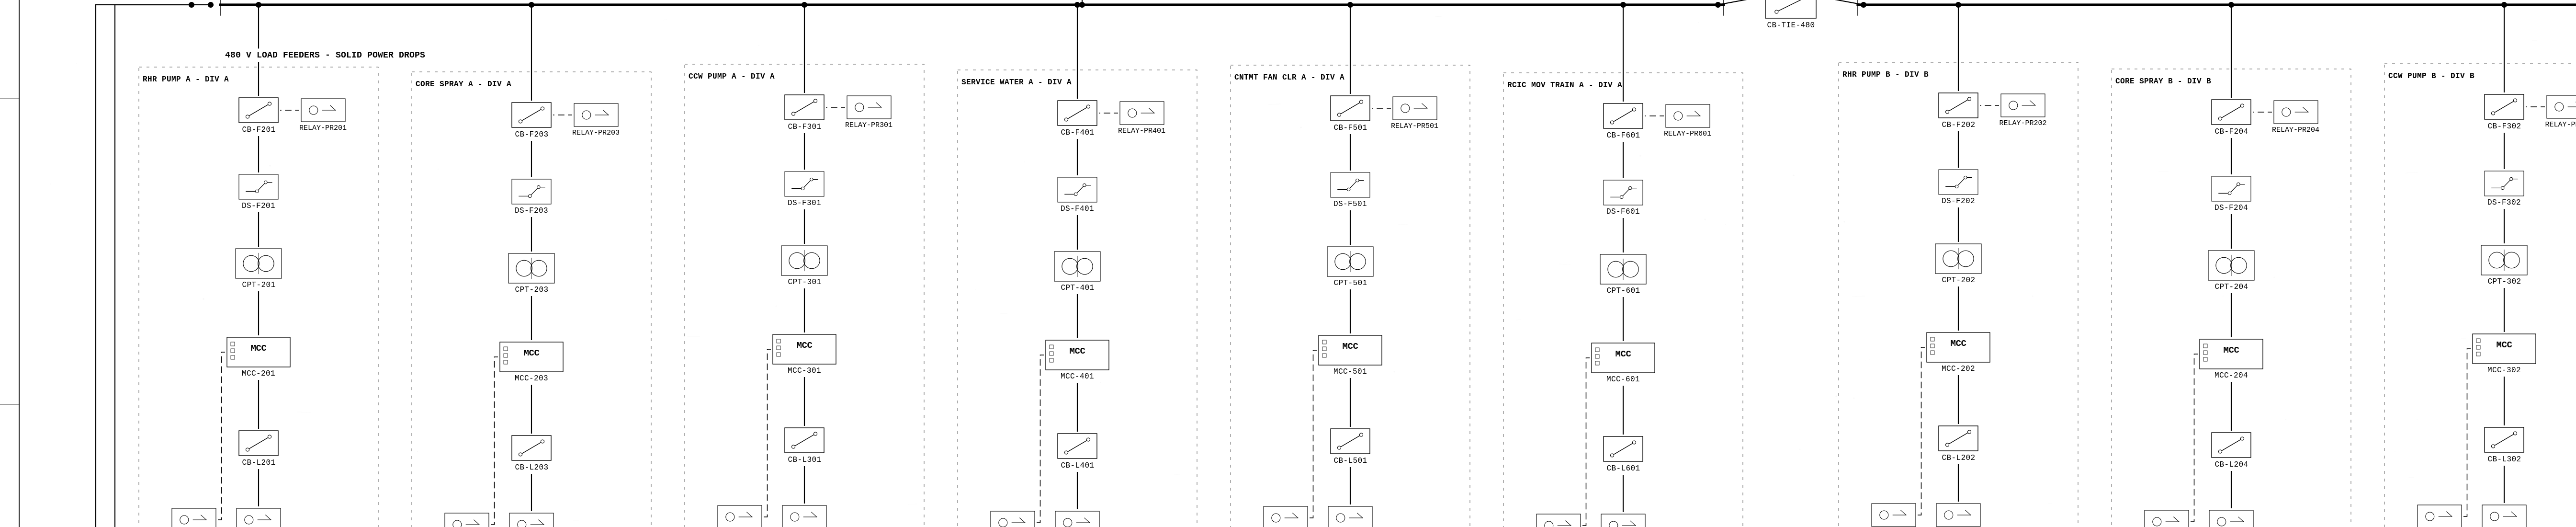 CB-TIE-480
480 V LOAD FEEDERS - SOLID POWER DROPS
RHR PUMP A - DIV A
CB-F201
RELAY-PR201
DS-F201
CPT-201
MCC
MCC-201
CB-L201
CORE SPRAY A - DIV A
CB-F203
RELAY-PR203
DS-F203
CPT-203
MCC
MCC-203
CB-L203
CCW PUMP A - DIV A
CB-F301
RELAY-PR301
DS-F301
CPT-301
MCC
MCC-301
CB-L301
SERVICE WATER A - DIV A
CB-F401
RELAY-PR401
DS-F401
CPT-401
MCC
MCC-401
CB-L401
CNTMT FAN CLR A - DIV A
CB-F501
RELAY-PR501
DS-F501
CPT-501
MCC
MCC-501
CB-L501
RCIC MOV TRAIN A - DIV A
CB-F601
RELAY-PR601
DS-F601
CPT-601
MCC
MCC-601
CB-L601
RHR PUMP B - DIV B
CB-F202
RELAY-PR202
DS-F202
CPT-202
MCC
MCC-202
CB-L202
CORE SPRAY B - DIV B
CB-F204
RELAY-PR204
DS-F204
CPT-204
MCC
MCC-204
CB-L204
CCW PUMP B - DIV B
CB-F302
DS-F302
CPT-302
MCC
MCC-302
CB-L302